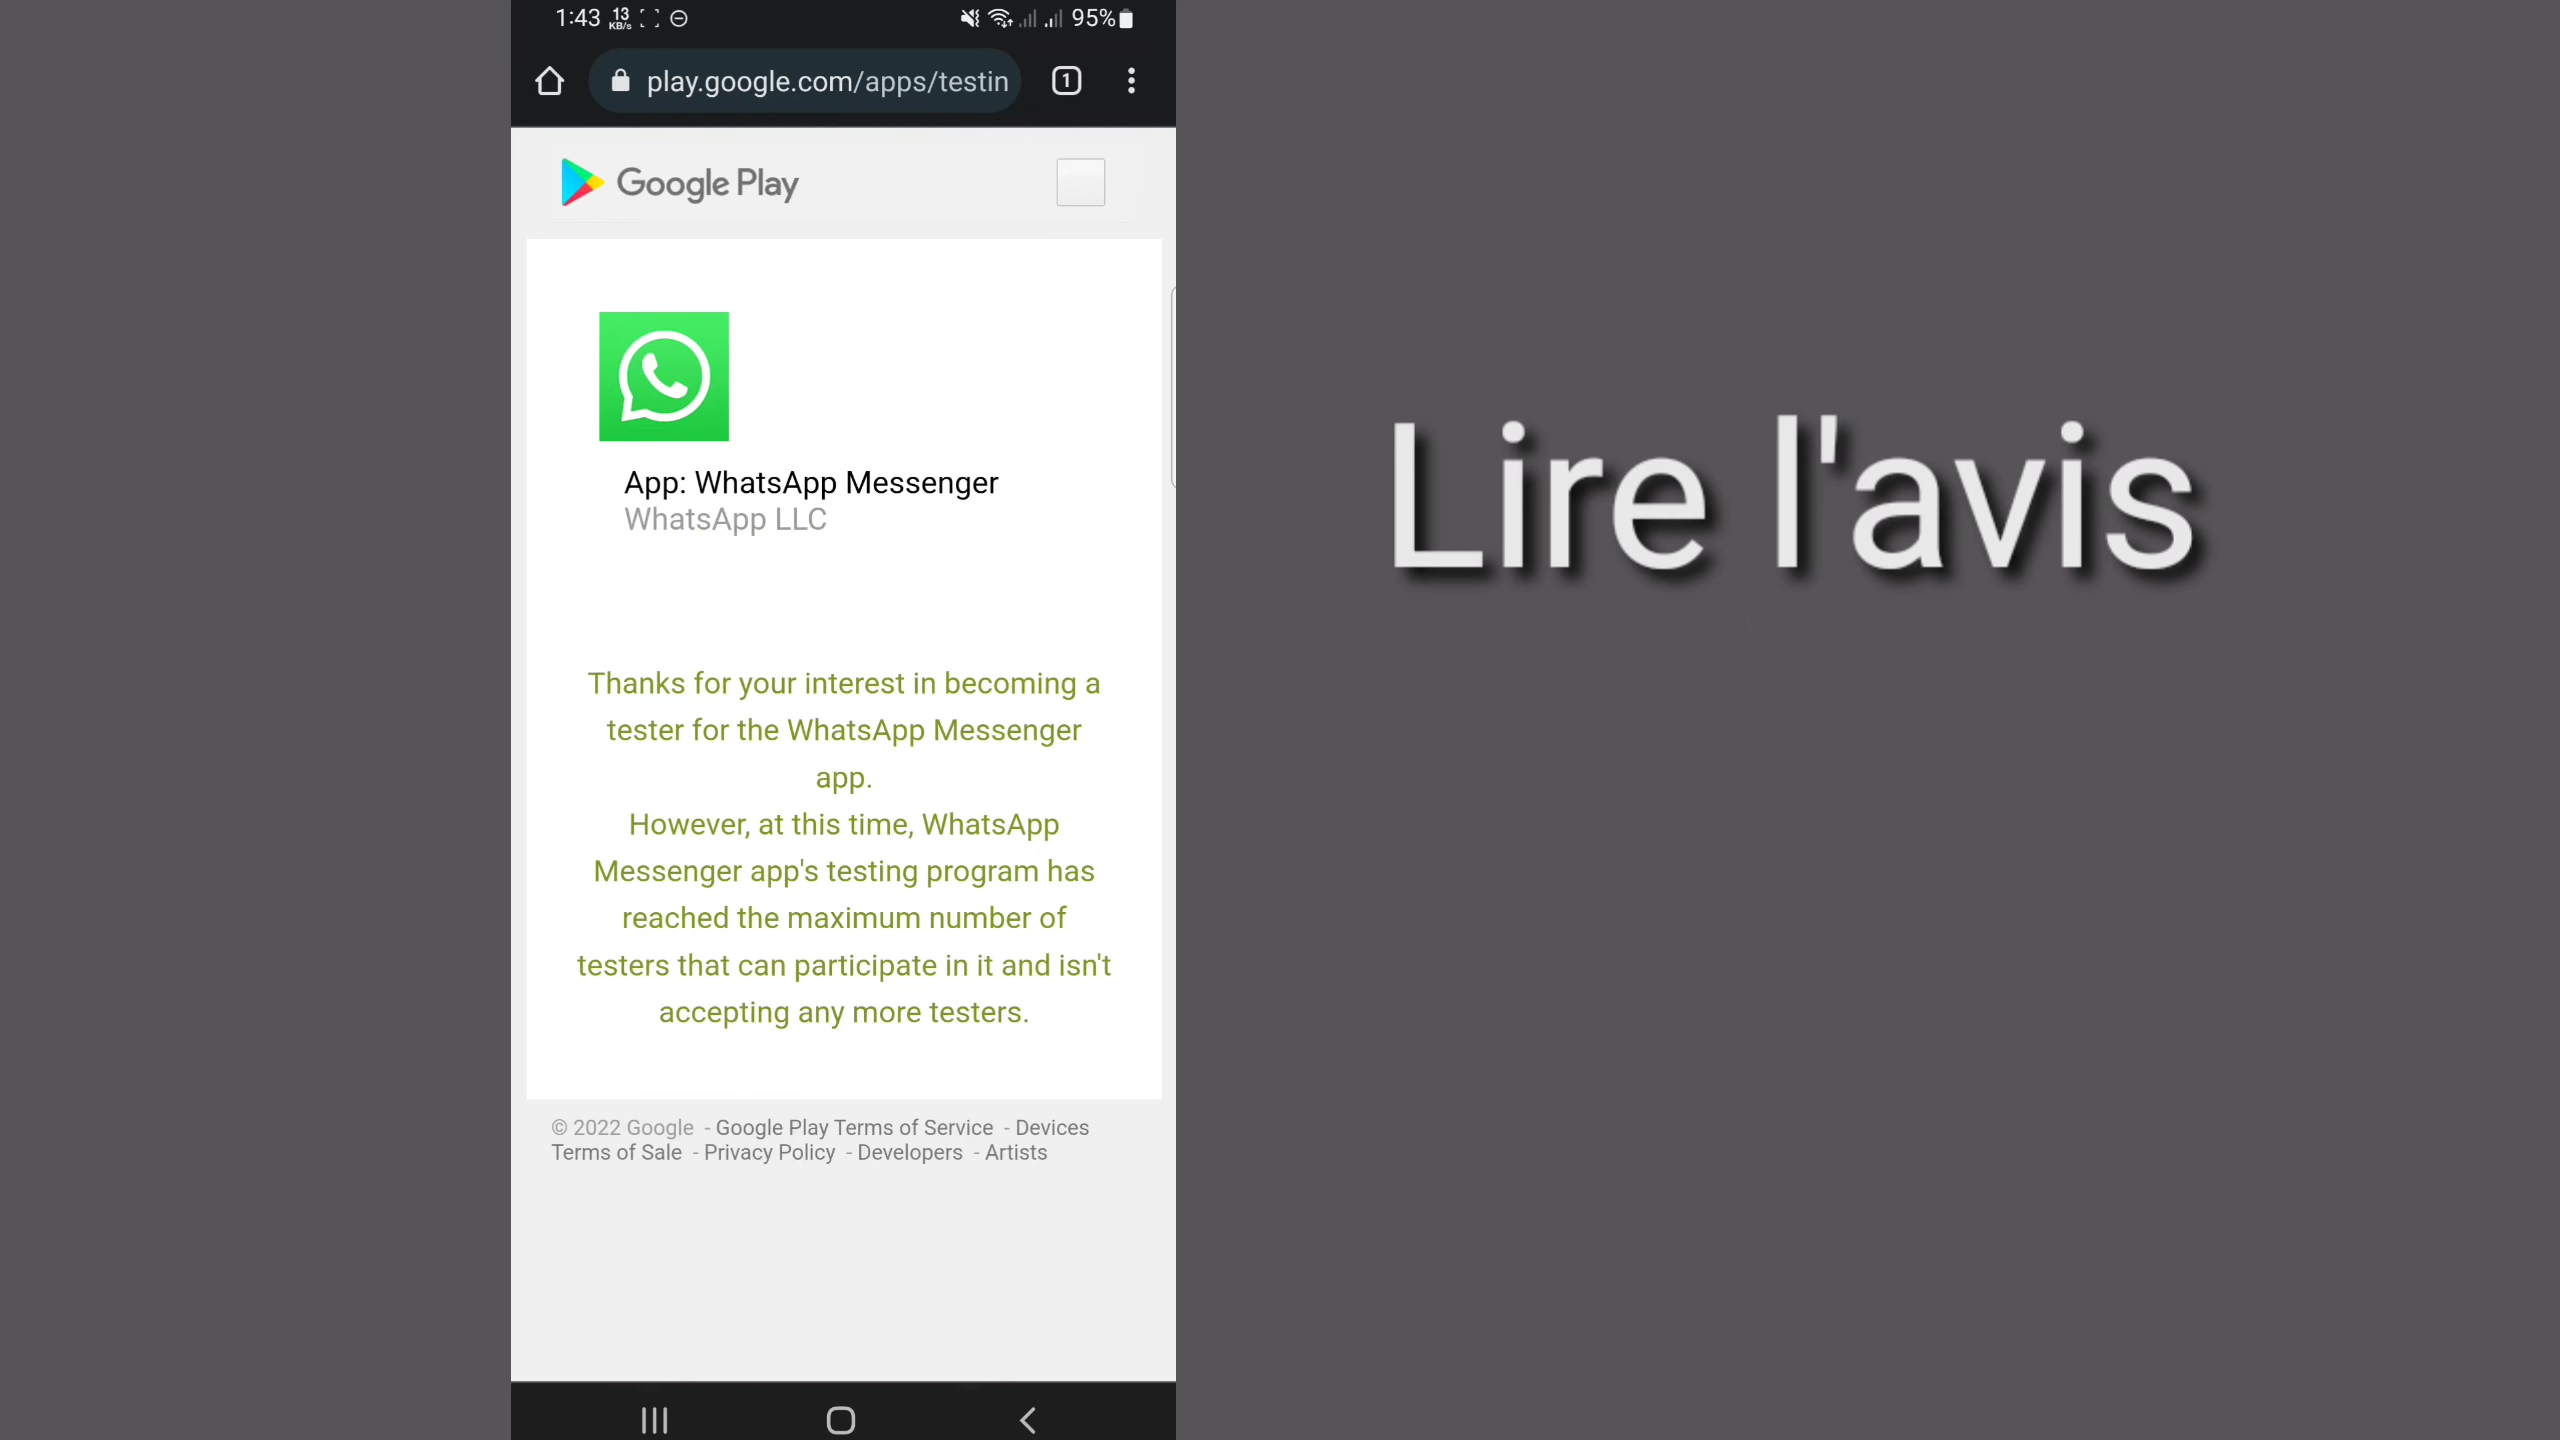 1:43 13 KB/s 95%
play.google.com/apps/testin 1
Google Play
Lire l'avis
App: WhatsApp Messenger
WhatsApp LLC
Thanks for your interest in becoming a
tester for the WhatsApp Messenger
app.
However, at this time, WhatsApp
Messenger app's testing program has
reached the maximum number of
testers that can participate in it and isn't
accepting any more testers.
© 2022 Google - Google Play Terms of Service - Devices
Terms of Sale - Privacy Policy - Developers - Artists